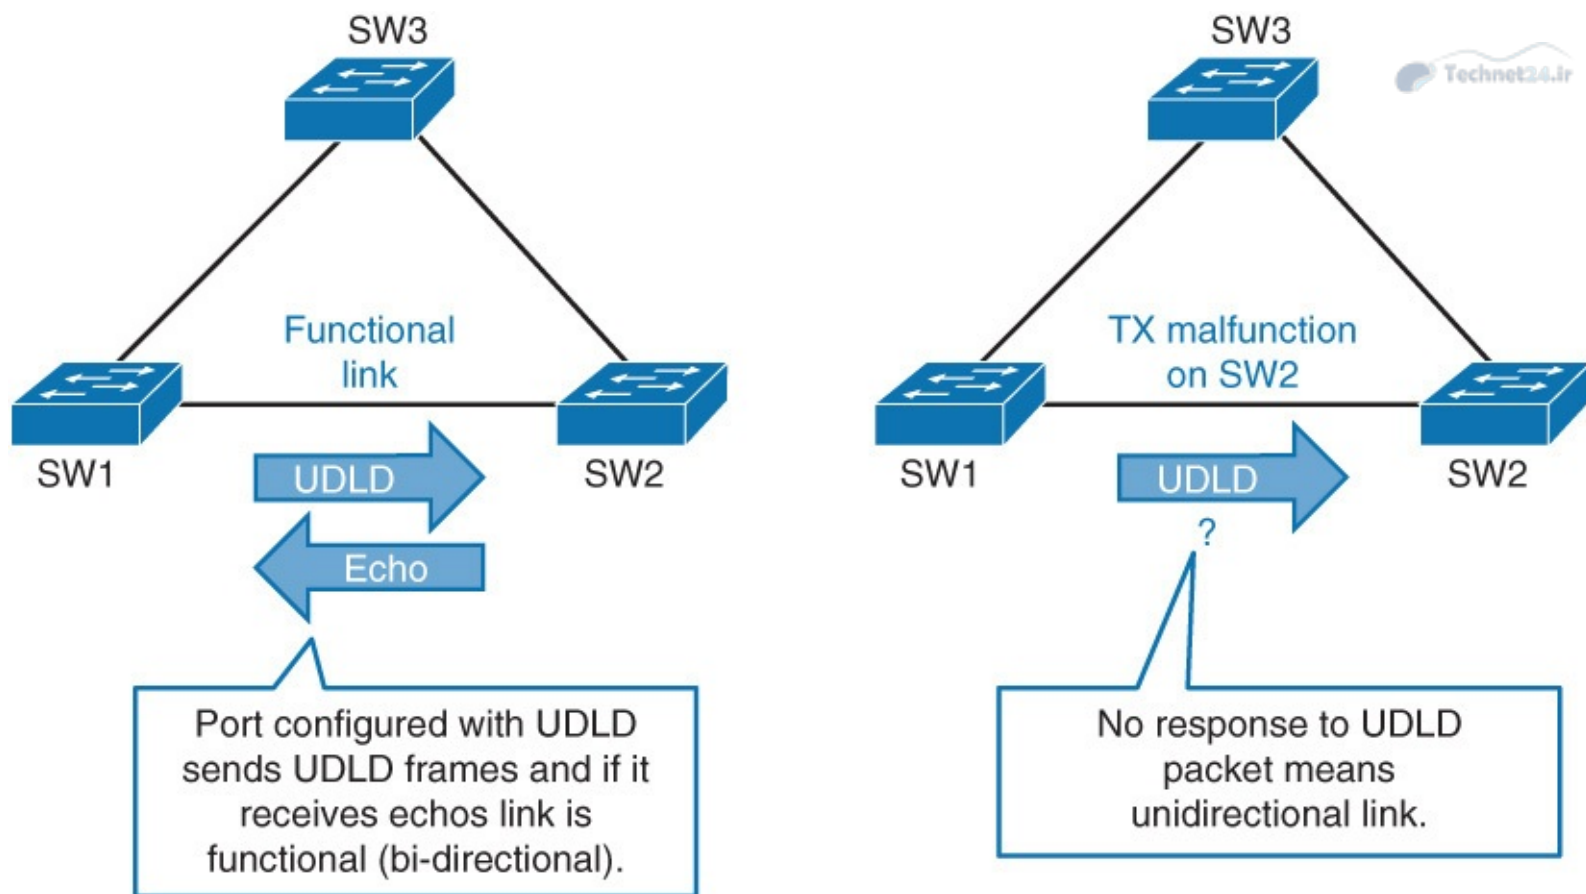 SW3
Functional
link
SW1
SW2
UDLD
Echo
Port configured with UDLD
sends UDLD frames and if it
receives echos link is
functional (bi-directional).
SW3
Technet24.ir
TX malfunction
on SW2
SW1
SW2
UDLD
?
No response to UDLD
packet means
unidirectional link.